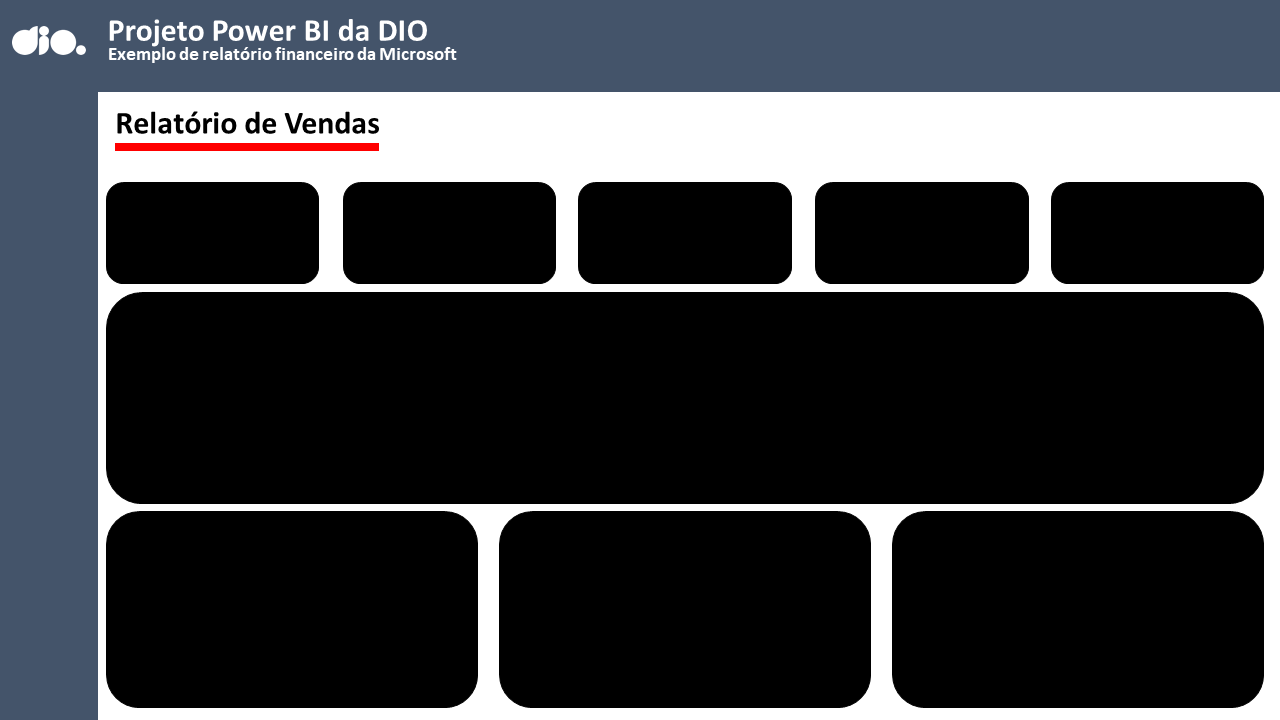 dio.
Projeto Power BI da DIO
Exemplo de relatório financeiro da Microsoft
Relatório de Vendas